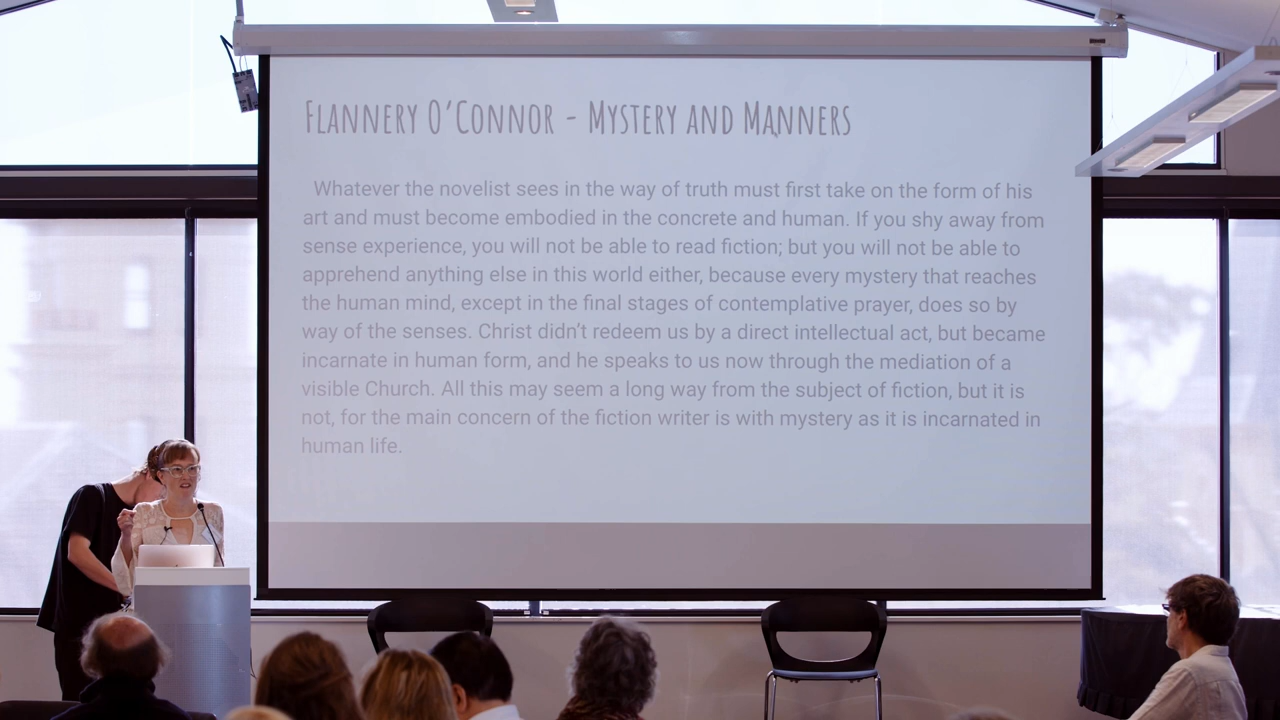 Flannery O'Connor - Mystery and Manners
Whatever the novelist sees in the way of truth must first take on the form of his
art and must become embodied in the concrete and human. If you shy away from
sense experience, you will not be able to read fiction; but you will not be able to
apprehend anything else in this world either, because every mystery that reaches
the human mind, except in the final stages of contemplative prayer, does so by
way of the senses. Christ didn't redeem us by a direct intellectual act, but became
incarnate in human form, and he speaks to us now through the mediation of a
visible Church. All this may seem a long way from the subject of fiction, but it is
not, for the main concern of the fiction writer is with mystery as it is incarnated in
human life.